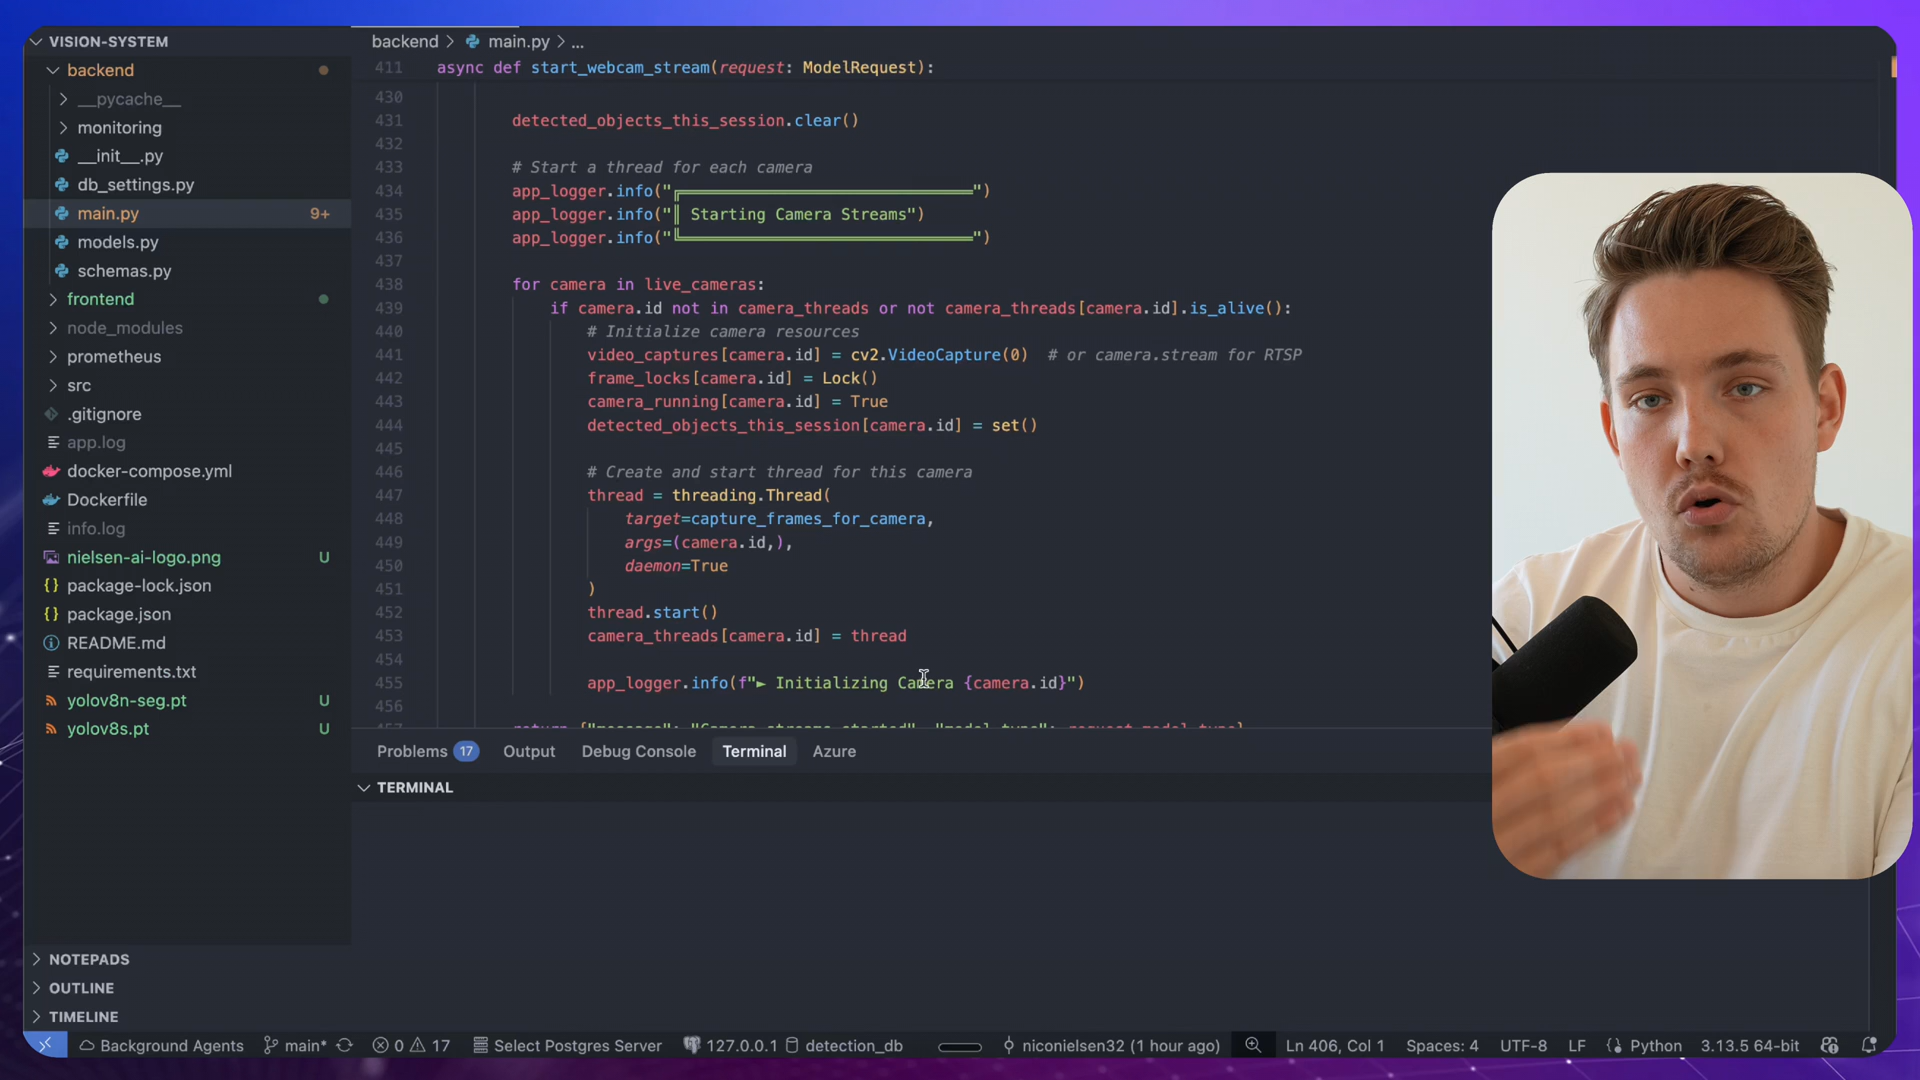 VISION-SYSTEM
backend
__pycache__
monitoring
__init__.py
db_settings.py
main.py 9+
models.py
schemas.py
frontend
node_modules
prometheus
src
.gitignore
app.log
docker-compose.yml
Dockerfile
info.log
nielsen-ai-logo.png U
package-lock.json
package.json
README.md
requirements.txt
yolov8n-seg.pt U
yolov8s.pt U
NOTEPADS
OUTLINE
TIMELINE
backend > main.py > ...
411 async def start_webcam_stream(request: ModelRequest):
430
431 detected_objects_this_session.clear()
432
433 # Start a thread for each camera
434 app_logger.info("╔══════════════════════════")
435 app_logger.info("║ Starting Camera Streams")
436 app_logger.info("╚══════════════════════════")
437
438 for camera in live_cameras:
439 if camera.id not in camera_threads or not camera_threads[camera.id].is_alive():
440 # Initialize camera resources
441 video_captures[camera.id] = cv2.VideoCapture(0)  # or camera.stream for RTSP
442 frame_locks[camera.id] = Lock()
443 camera_running[camera.id] = True
444 detected_objects_this_session[camera.id] = set()
445
446 # Create and start thread for this camera
447 thread = threading.Thread(
448 target=capture_frames_for_camera,
449 args=(camera.id,),
450 daemon=True
451 )
452 thread.start()
453 camera_threads[camera.id] = thread
454
455 app_logger.info(f"► Initializing Camera {camera.id}")
456
457 return {"message": "Camera streams started", "model_type": request.model_type}
Problems 17 Output Debug Console Terminal Azure
TERMINAL
Background Agents main* 0 17 Select Postgres Server 127.0.0.1 detection_db niconielsen32 (1 hour ago) Ln 406, Col 1 Spaces: 4 UTF-8 LF Python 3.13.5 64-bit